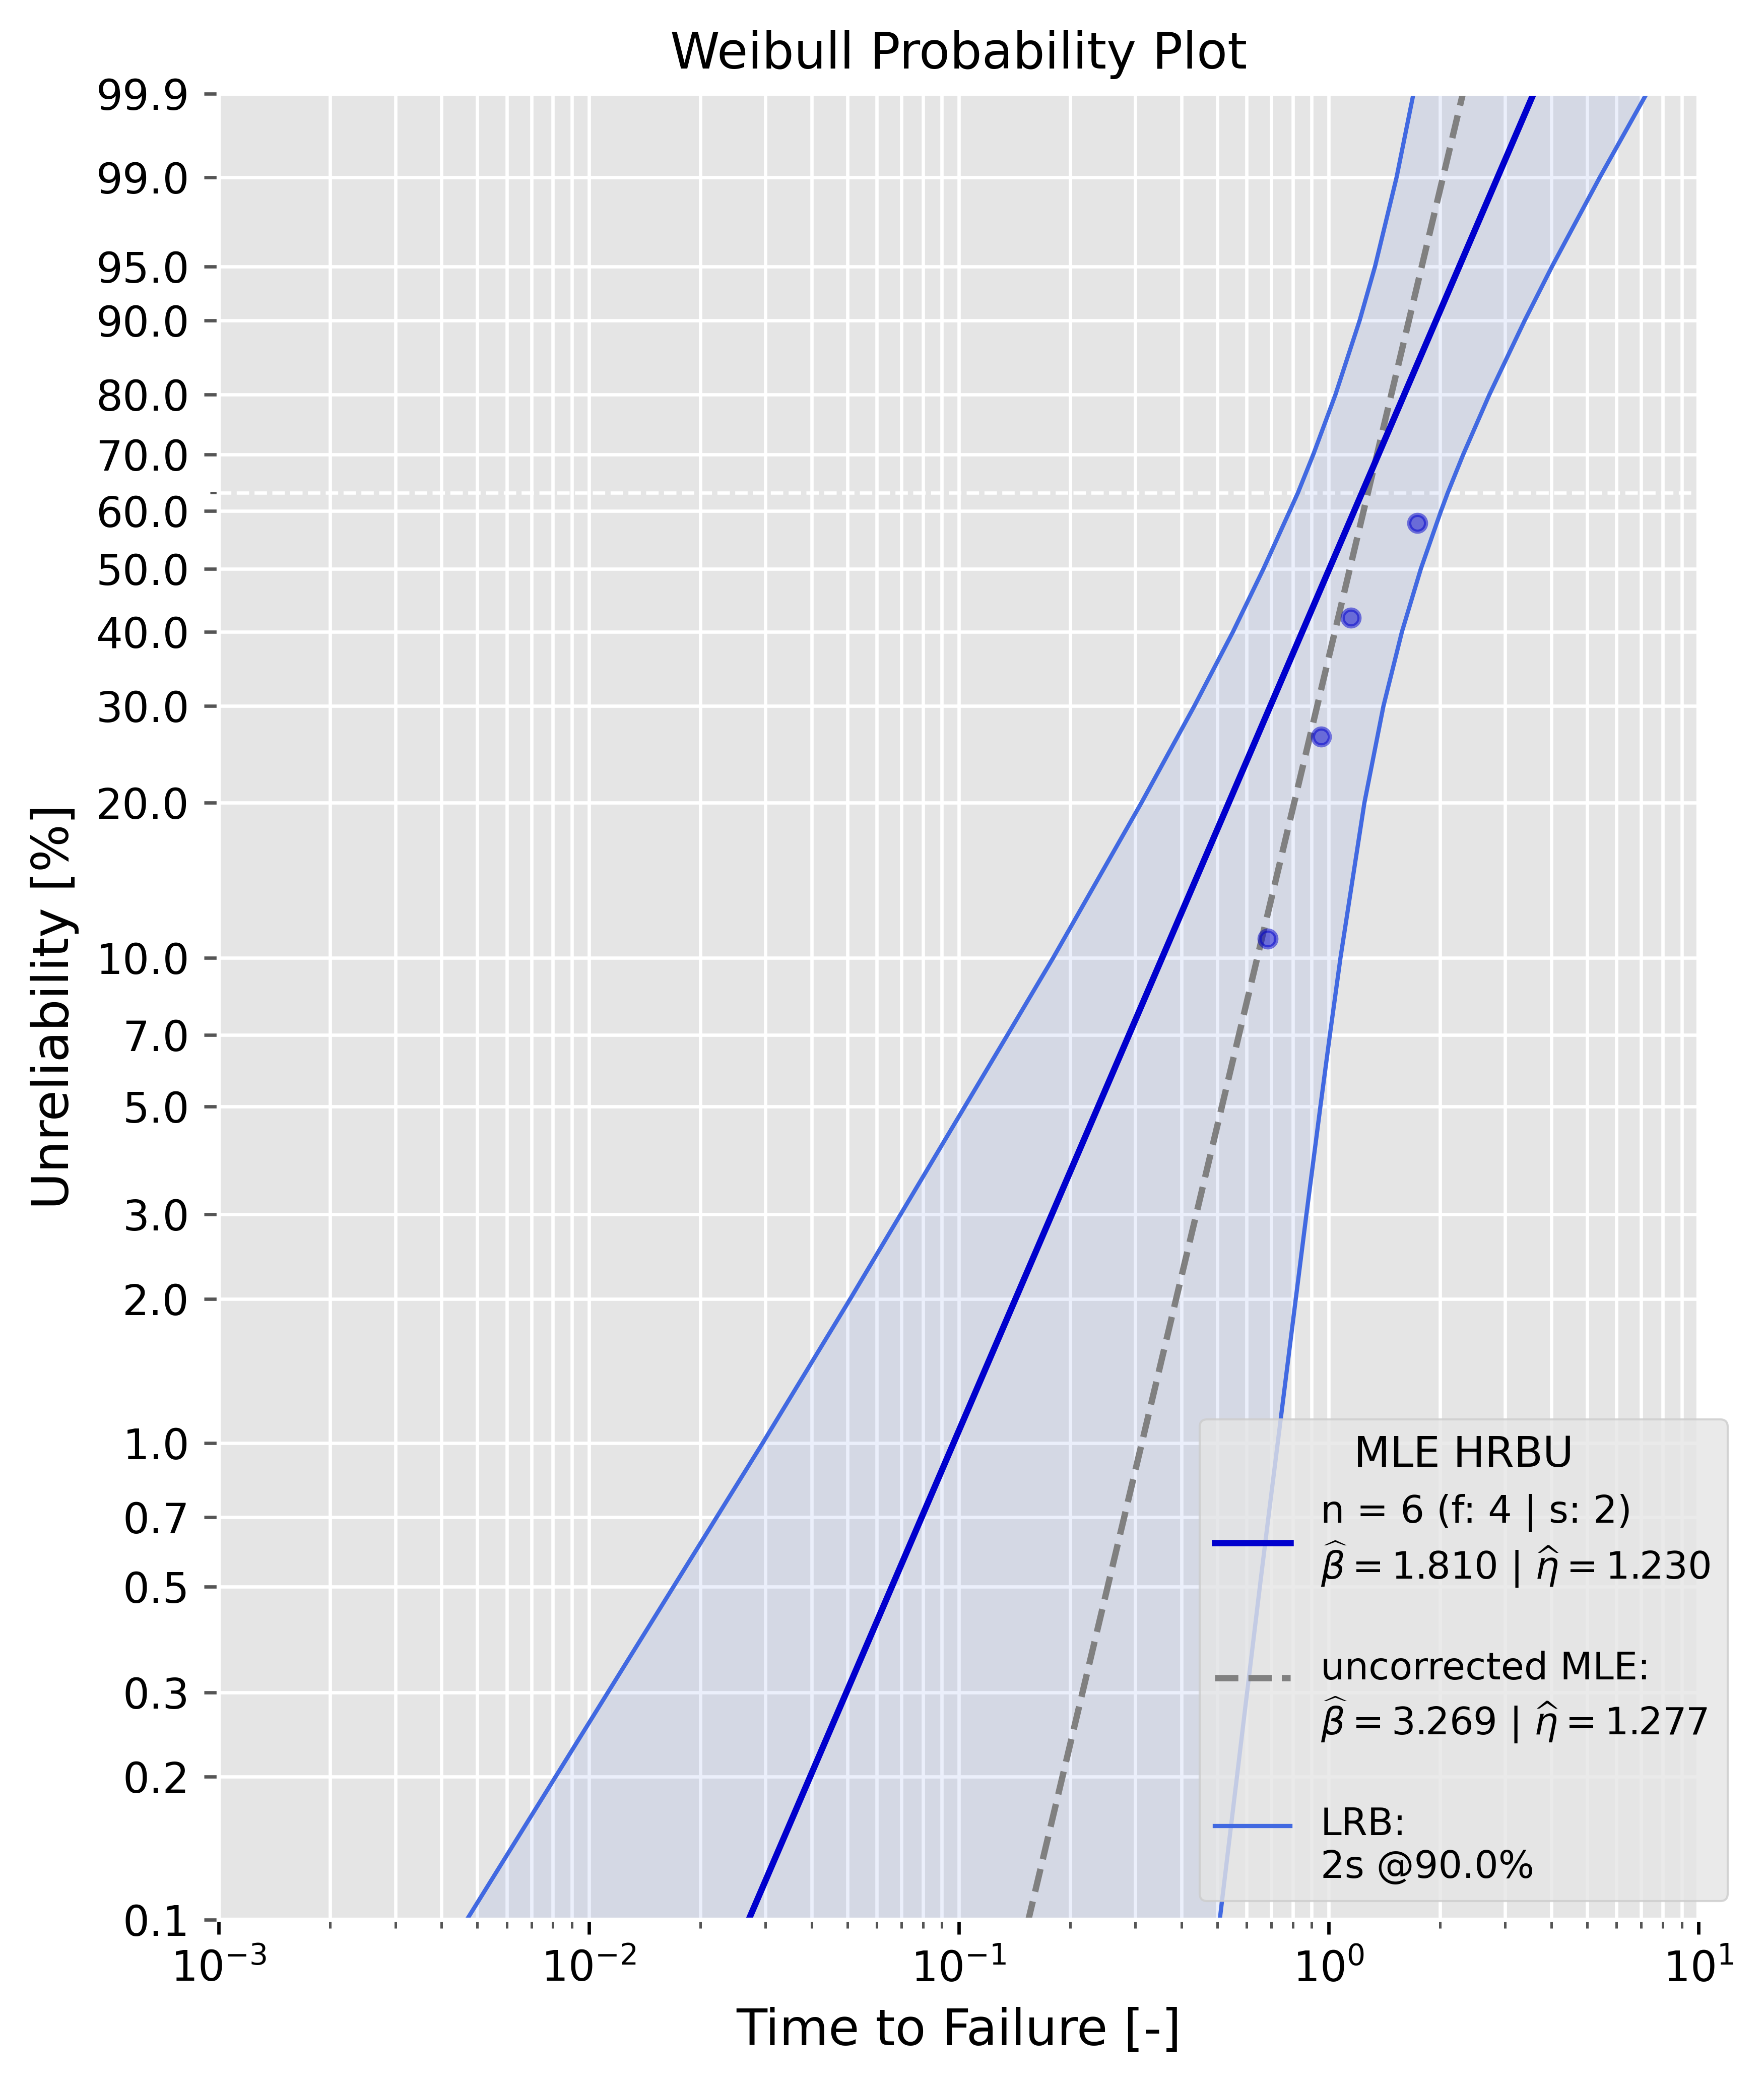 Weibull Probability Plot
99.9
99.0
95.0
90.0
80.0
70.0
60.0
50.0
40.0
30.0
20.0
10.0
7.0
5.0
3.0
2.0
1.0
0.7
0.5
0.3
0.2
0.1
Unreliability [%]
MLE HRBU
n = 6 (f: 4 | s: 2)
β̂ = 1.810 | η̂ = 1.230
uncorrected MLE:
β̂ = 3.269 | η̂ = 1.277
LRB:
2s @90.0%
10⁻³ 10⁻² 10⁻¹ 10⁰ 10¹
Time to Failure [-]